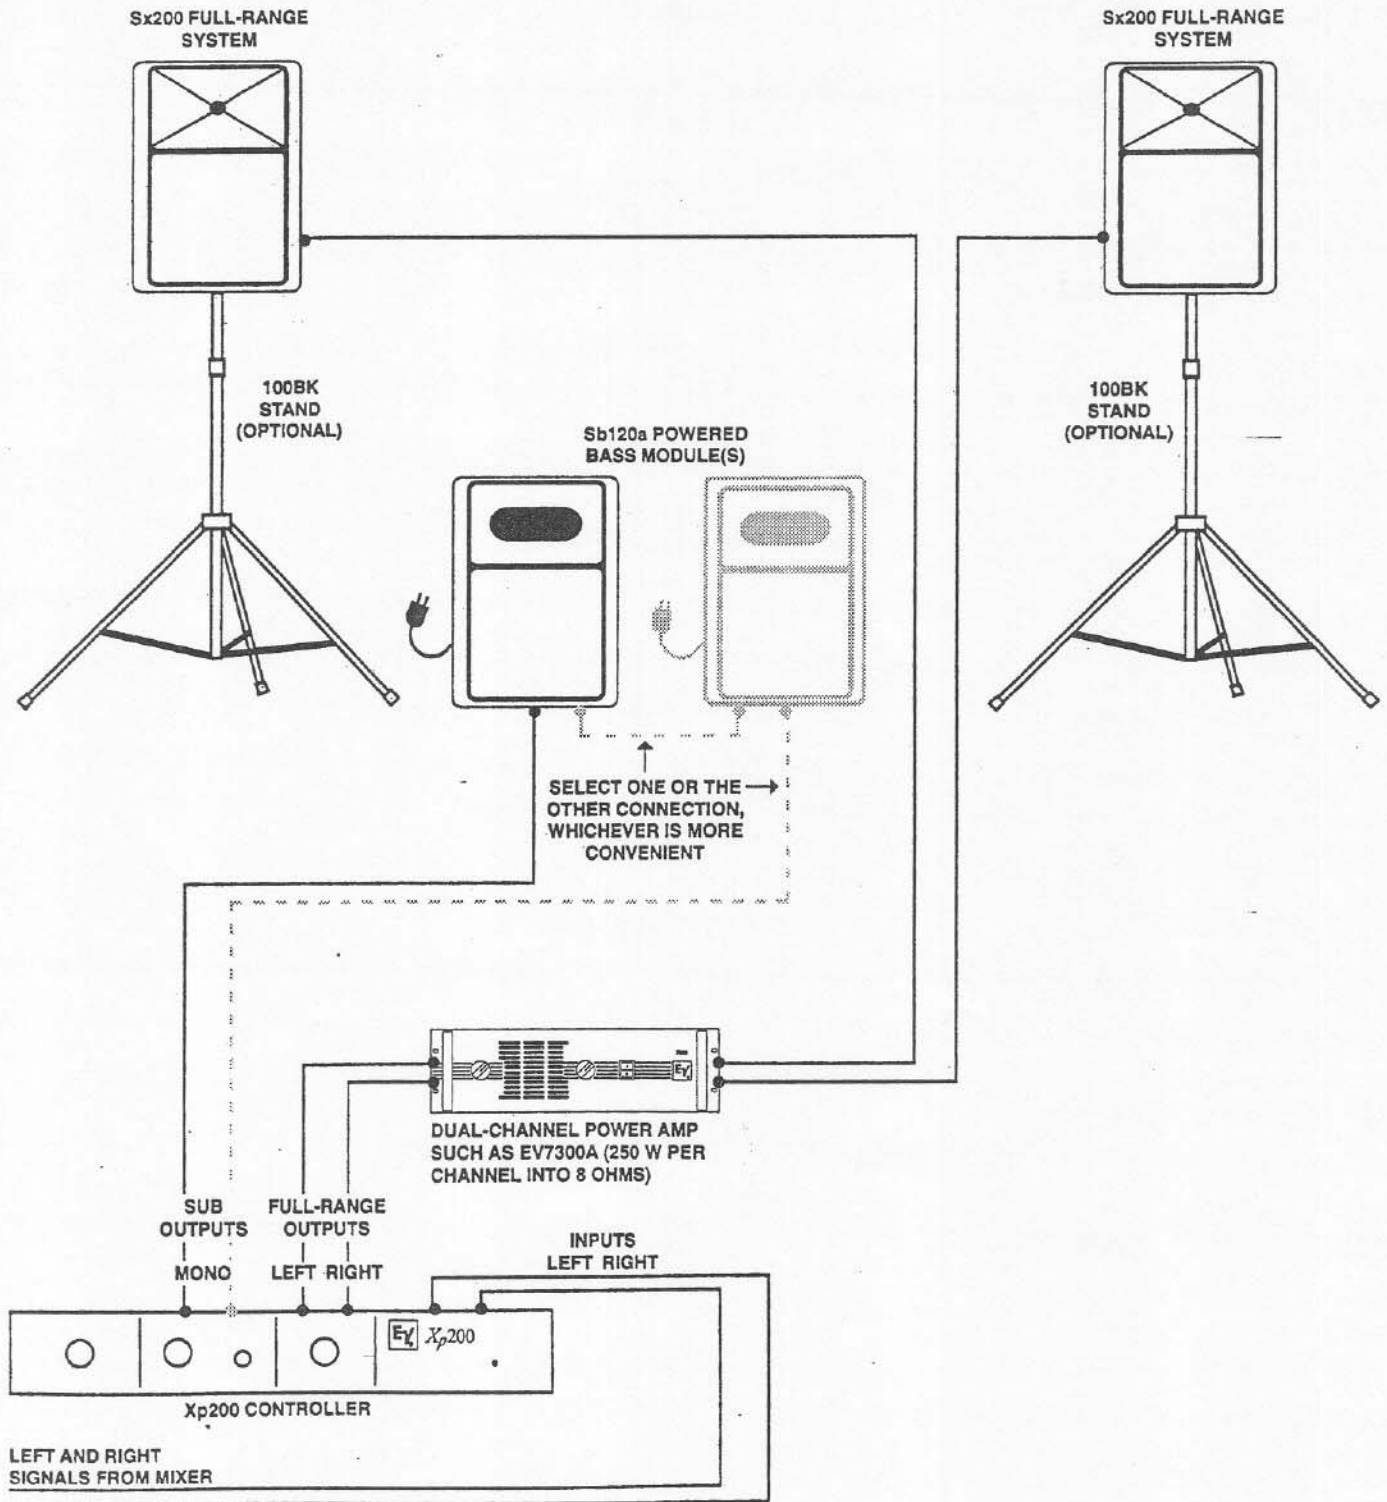 Sx200 FULL-RANGE
SYSTEM
Sx200 FULL-RANGE
SYSTEM
100BK
STAND
(OPTIONAL)
100BK
STAND
(OPTIONAL)
Sb120a POWERED
BASS MODULE(S)
SELECT ONE OR THE
OTHER CONNECTION,
WHICHEVER IS MORE
CONVENIENT
EV
DUAL-CHANNEL POWER AMP
SUCH AS EV7300A (250 W PER
CHANNEL INTO 8 OHMS)
SUB
OUTPUTS
FULL-RANGE
OUTPUTS
MONO
LEFT RIGHT
INPUTS
LEFT RIGHT
EV Xp200
Xp200 CONTROLLER
LEFT AND RIGHT
SIGNALS FROM MIXER